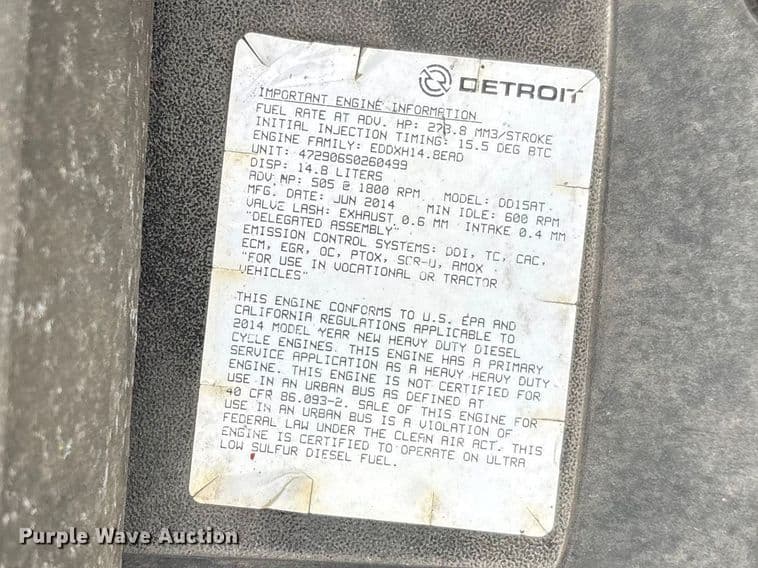 DETROIT
IMPORTANT ENGINE INFORMATION
FUEL RATE AT ADV. HP: 273.8 MM3/STROKE
INITIAL INJECTION TIMING: 15.5 DEG BTC
ENGINE FAMILY: EDDXH14.8EAD
UNIT: 472906S0260499
DISP: 14.8 LITERS
ADV HP: 505 @ 1800 RPM MODEL: DD15AT
MFG. DATE: JUN 2014 MIN IDLE: 600 RPM
VALVE LASH: EXHAUST 0.6 MM INTAKE 0.4 MM
"DELEGATED ASSEMBLY"
EMISSION CONTROL SYSTEMS: DDI, TC, CAC,
ECM, EGR, OC, PTOX, SCR-U, AMOX
"FOR USE IN VOCATIONAL OR TRACTOR
VEHICLES"
THIS ENGINE CONFORMS TO U.S. EPA AND
CALIFORNIA REGULATIONS APPLICABLE TO
2014 MODEL YEAR NEW HEAVY DUTY DIESEL
CYCLE ENGINES. THIS ENGINE HAS A PRIMARY
SERVICE APPLICATION AS A HEAVY HEAVY DUTY
ENGINE. THIS ENGINE IS NOT CERTIFIED FOR
USE IN AN URBAN BUS AS DEFINED AT
40 CFR 86.093-2. SALE OF THIS ENGINE FOR
USE IN AN URBAN BUS IS A VIOLATION OF
FEDERAL LAW UNDER THE CLEAN AIR ACT. THIS
ENGINE IS CERTIFIED TO OPERATE ON ULTRA
LOW SULFUR DIESEL FUEL.
Purple Wave Auction